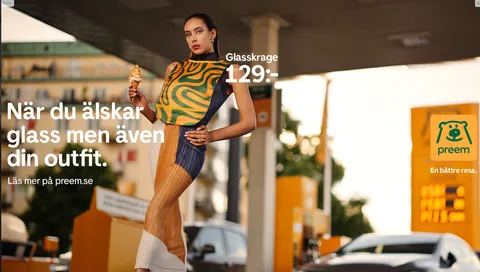 Glasskrage
129:-
När du älskar
glass men även
din outfit.
Läs mer på preem.se
preem
En bättre resa.